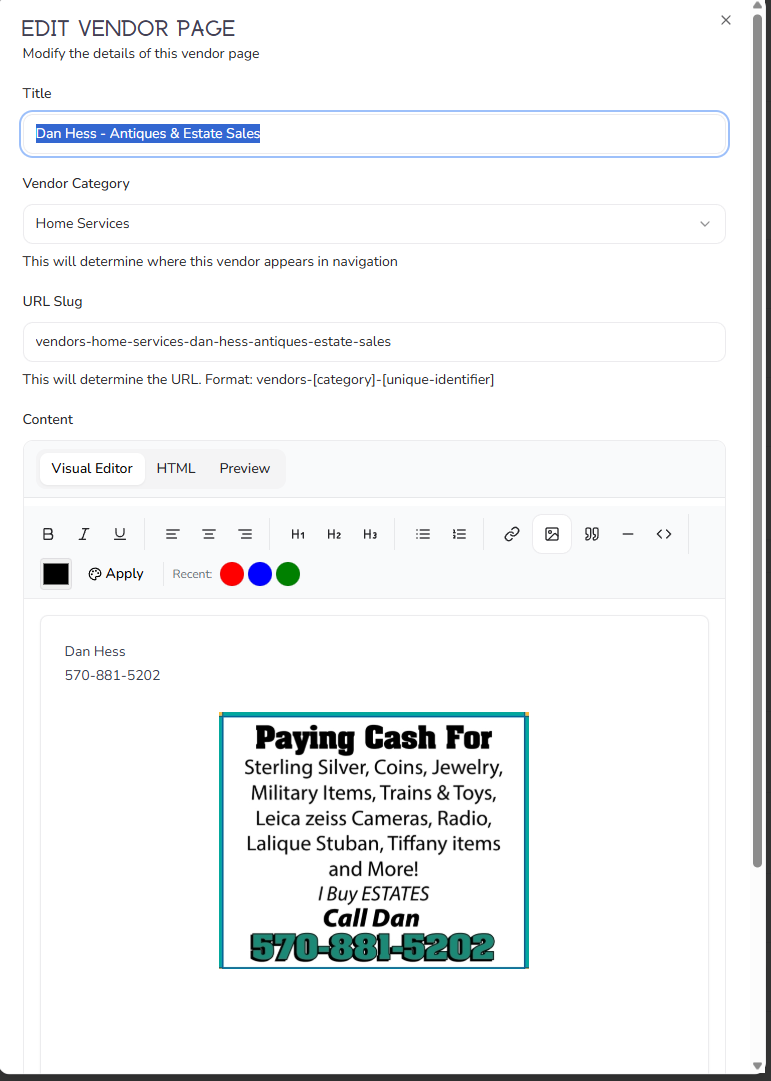 EDIT VENDOR PAGE
Modify the details of this vendor page
Title
Dan Hess - Antiques & Estate Sales
Vendor Category
Home Services
This will determine where this vendor appears in navigation
URL Slug
vendors-home-services-dan-hess-antiques-estate-sales
This will determine the URL. Format: vendors-[category]-[unique-identifier]
Content
Visual Editor HTML Preview
B I U H1 H2 H3
Apply Recent:
Dan Hess
570-881-5202
Paying Cash For
Sterling Silver, Coins, Jewelry,
Military Items, Trains & Toys,
Leica zeiss Cameras, Radio,
Lalique Stuban, Tiffany items
and More!
I Buy ESTATES
Call Dan
570-881-5202